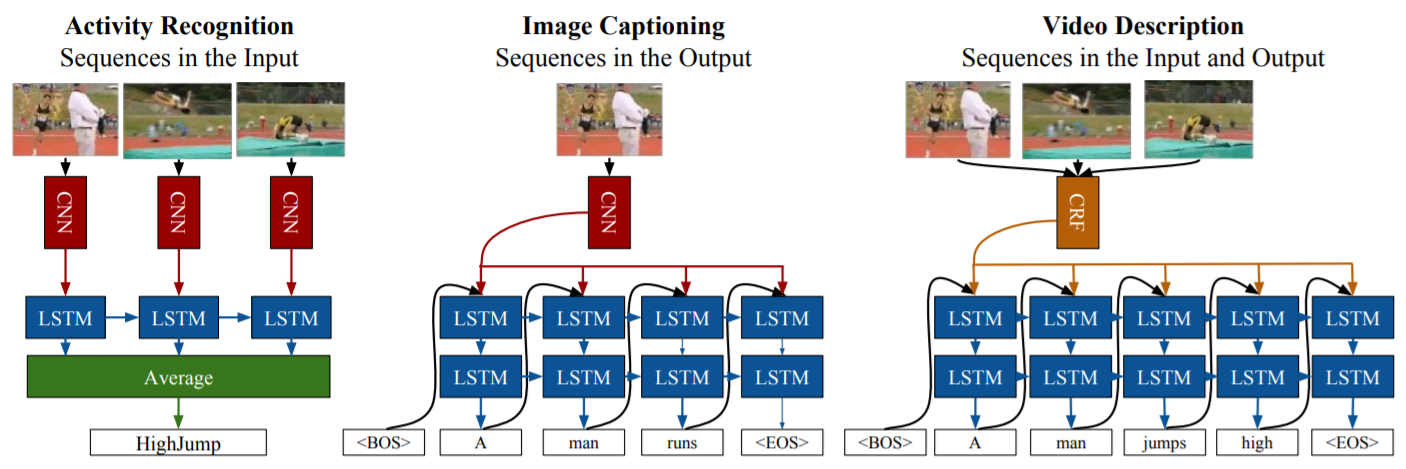 Activity Recognition
Sequences in the Input
CNN
CNN
CNN
LSTM
LSTM
LSTM
Average
HighJump
Image Captioning
Sequences in the Output
CNN
LSTM
LSTM
LSTM
LSTM
LSTM
LSTM
LSTM
LSTM
<BOS>
A
man
runs
<EOS>
Video Description
Sequences in the Input and Output
CRF
LSTM
LSTM
LSTM
LSTM
LSTM
LSTM
LSTM
LSTM
LSTM
LSTM
<BOS>
A
man
jumps
high
<EOS>